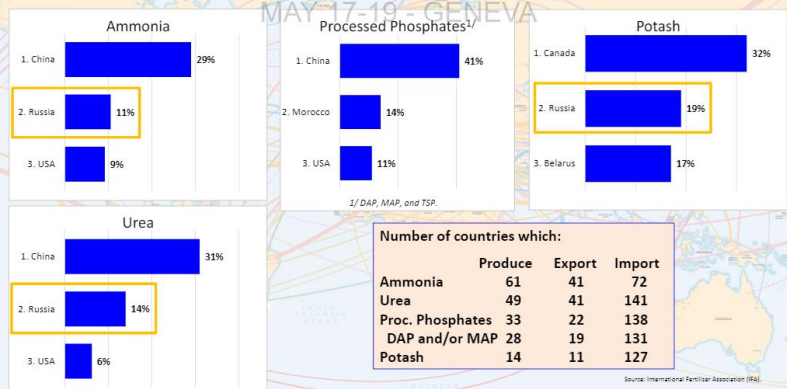 MAY 17-19 - GENEVA
Ammonia
1. China 29%
2. Russia 11%
3. USA 9%
Processed Phosphates1/
1. China 41%
2. Morocco 14%
3. USA 11%
1/ DAP, MAP, and TSP.
Potash
1. Canada 32%
2. Russia 19%
3. Belarus 17%
Urea
1. China 31%
2. Russia 14%
3. USA 6%
Number of countries which:
Produce Export Import
Ammonia 61 41 72
Urea 49 41 141
Proc. Phosphates 33 22 138
DAP and/or MAP 28 19 131
Potash 14 11 127
Source: International Fertiliser Association (IFA).